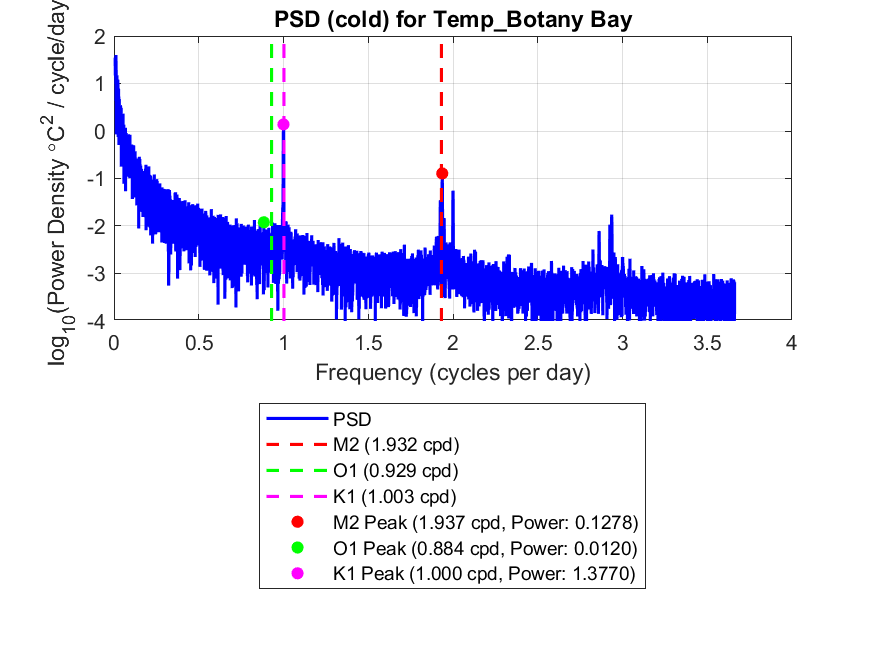 PSD (cold) for Temp_Botany Bay
log10(Power Density °C2 / cycle/day
2
1
0
-1
-2
-3
-4
0 0.5 1 1.5 2 2.5 3 3.5 4
Frequency (cycles per day)
PSD
M2 (1.932 cpd)
O1 (0.929 cpd)
K1 (1.003 cpd)
M2 Peak (1.937 cpd, Power: 0.1278)
O1 Peak (0.884 cpd, Power: 0.0120)
K1 Peak (1.000 cpd, Power: 1.3770)